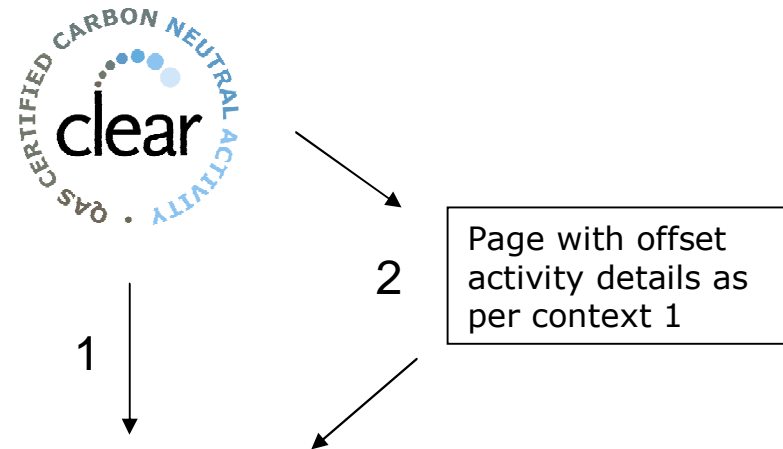 QAS CERTIFIED CARBON NEUTRAL ACTIVITY •
clear
2
Page with offset
activity details as
per context 1
1